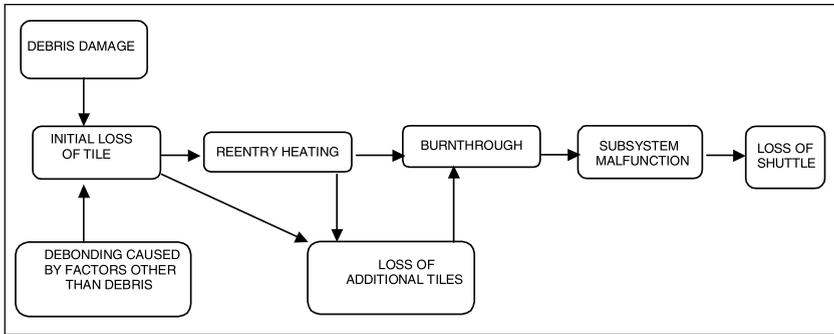 DEBRIS DAMAGE
INITIAL LOSS
OF TILE
REENTRY HEATING
BURNTHROUGH
SUBSYSTEM
MALFUNCTION
LOSS OF
SHUTTLE
DEBONDING CAUSED
BY FACTORS OTHER
THAN DEBRIS
LOSS OF
ADDITIONAL TILES